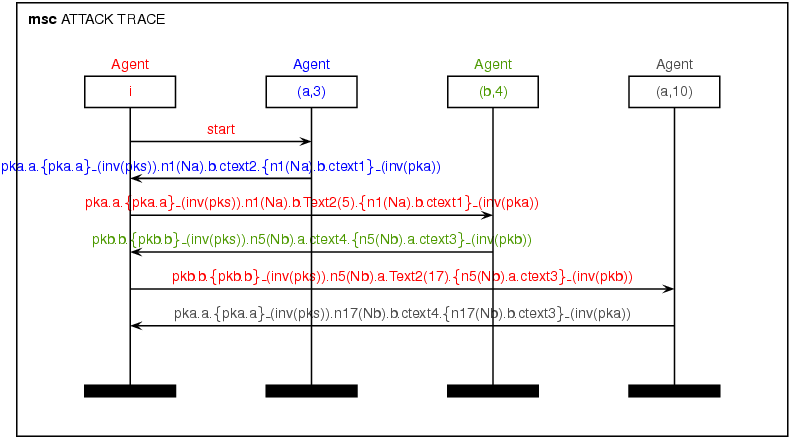 msc ATTACK TRACE
Agent Agent Agent Agent
i (a,3) (b,4) (a,10)
start
pka.a.{pka.a}_(inv(pks)).n1(Na).b.ctext2.{n1(Na).b.ctext1}_(inv(pka))
pka.a.{pka.a}_(inv(pks)).n1(Na).b.Text2(5).{n1(Na).b.ctext1}_(inv(pka))
pkb.b.{pkb.b}_(inv(pks)).n5(Nb).a.ctext4.{n5(Nb).a.ctext3}_(inv(pkb))
pkb.b.{pkb.b}_(inv(pks)).n5(Nb).a.Text2(17).{n5(Nb).a.ctext3}_(inv(pkb))
pka.a.{pka.a}_(inv(pks)).n17(Nb).b.ctext4.{n17(Nb).b.ctext3}_(inv(pka))